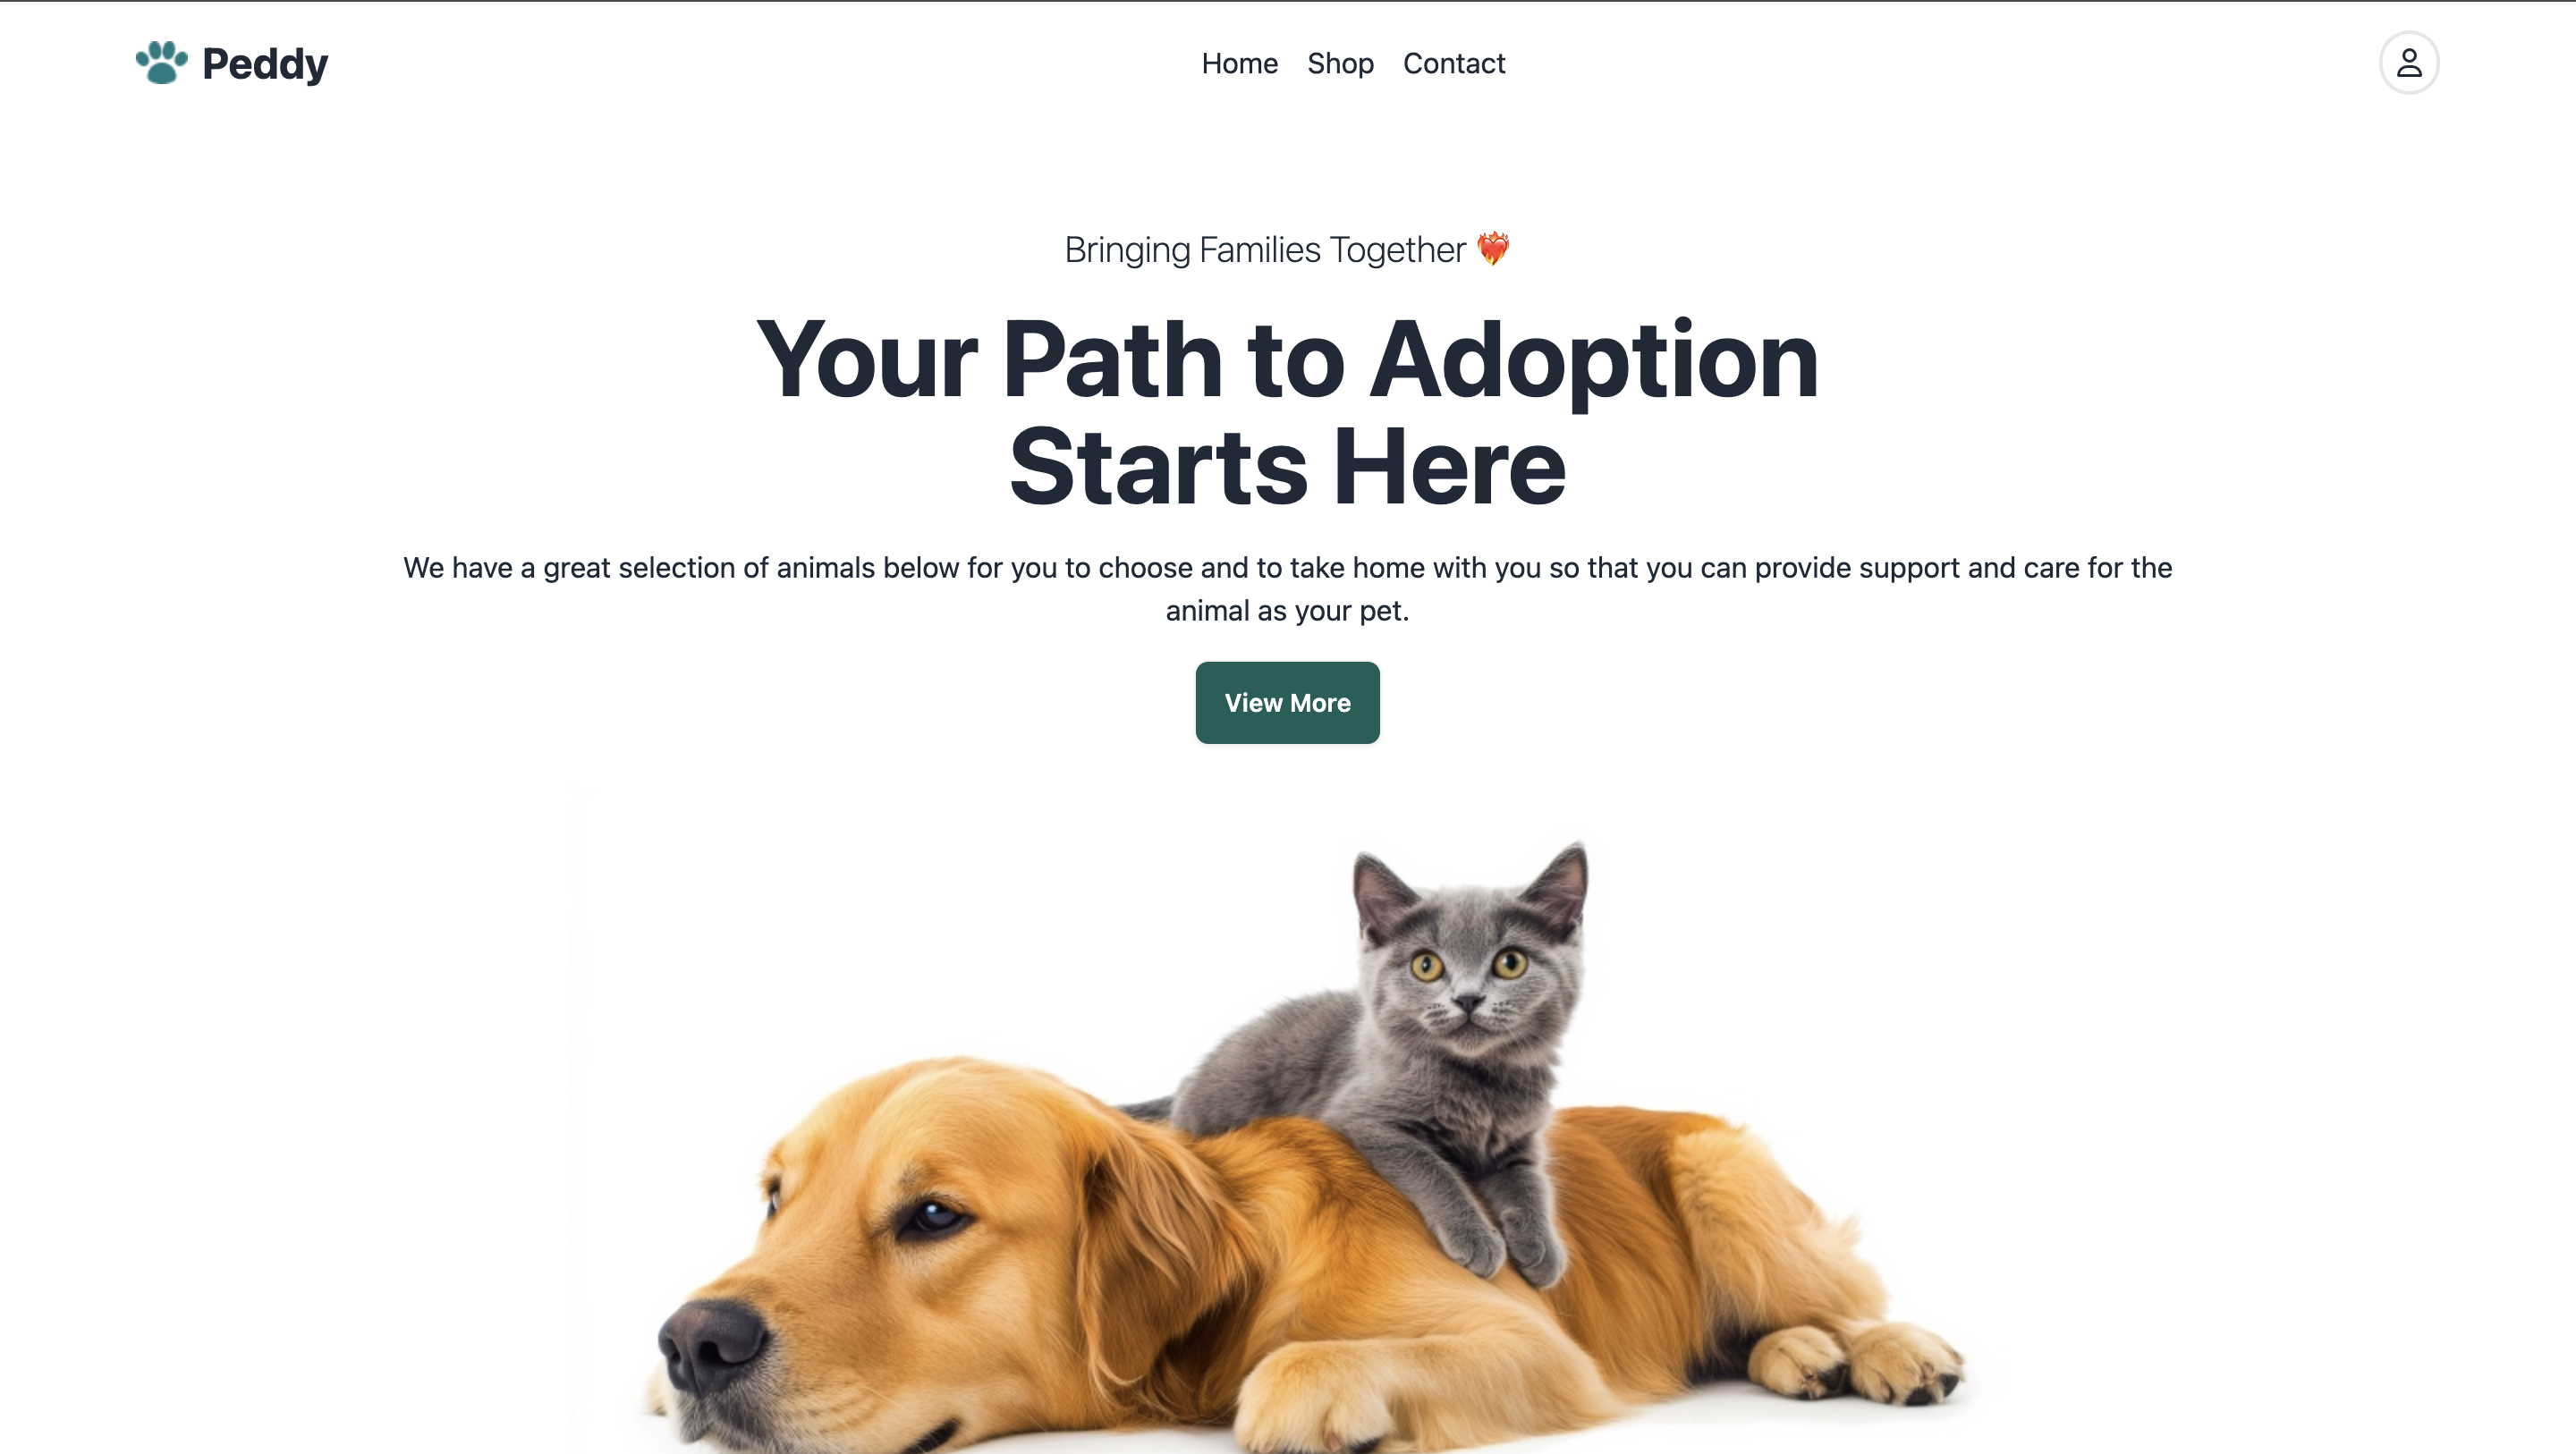 Peddy
Home Shop Contact
Bringing Families Together ❤️‍🔥
Your Path to Adoption
Starts Here
We have a great selection of animals below for you to choose and to take home with you so that you can provide support and care for the
animal as your pet.
View More